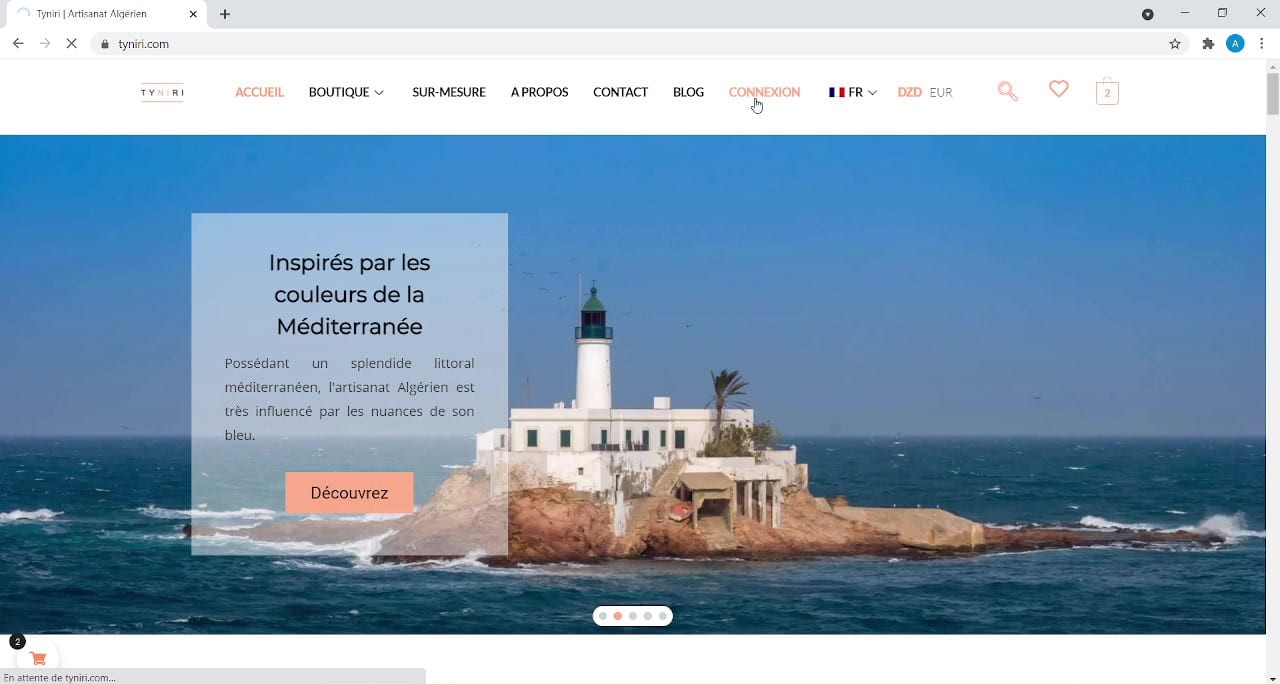 Tyniri | Artisanat Algérien
tyniri.com
A
TYNIRI
ACCUEIL
BOUTIQUE
SUR-MESURE
A PROPOS
CONTACT
BLOG
CONNEXION
FR
DZD EUR
2
Inspirés par les
couleurs de la
Méditerranée
Possédant un splendide littoral
méditerranéen, l'artisanat Algérien est
très influencé par les nuances de son
bleu.
Découvrez
2
En attente de tyniri.com...